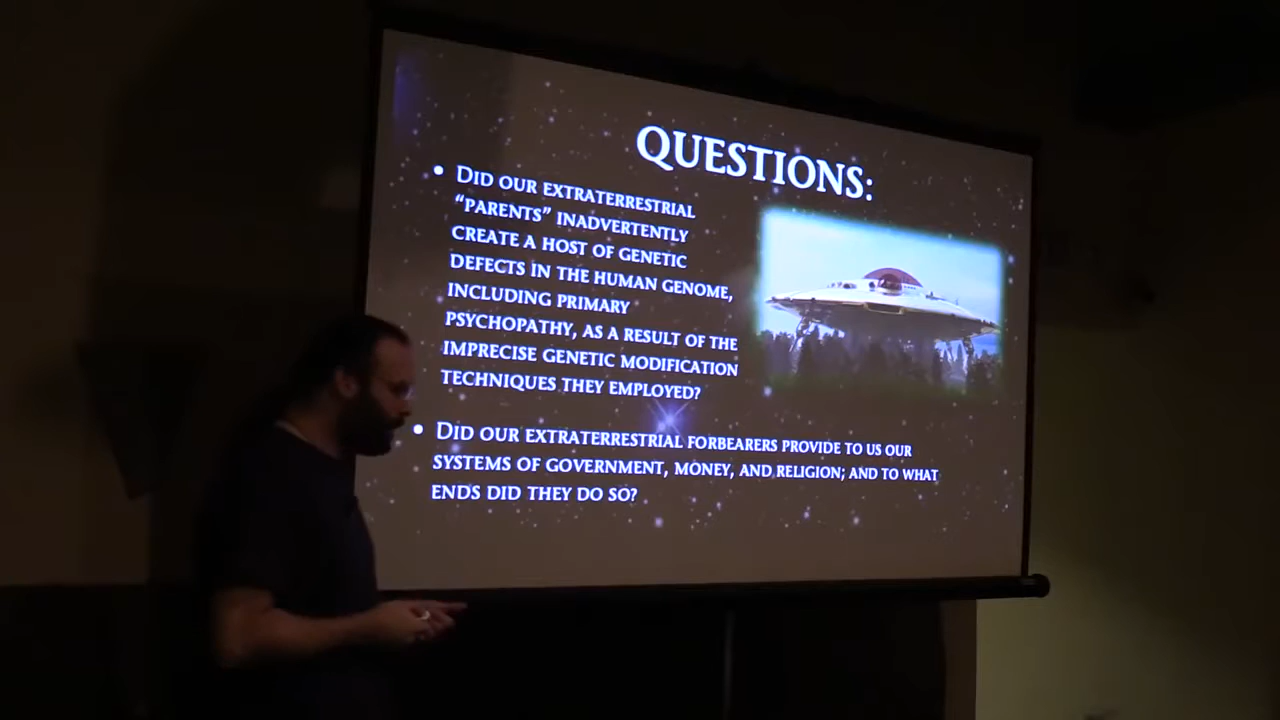 QUESTIONS:
• DID OUR EXTRATERRESTRIAL
“PARENTS” INADVERTENTLY
CREATE A HOST OF GENETIC
DEFECTS IN THE HUMAN GENOME,
INCLUDING PRIMARY
PSYCHOPATHY, AS A RESULT OF THE
IMPRECISE GENETIC MODIFICATION
TECHNIQUES THEY EMPLOYED?
• DID OUR EXTRATERRESTRIAL FORBEARERS PROVIDE TO US OUR
SYSTEMS OF GOVERNMENT, MONEY, AND RELIGION; AND TO WHAT
ENDS DID THEY DO SO?